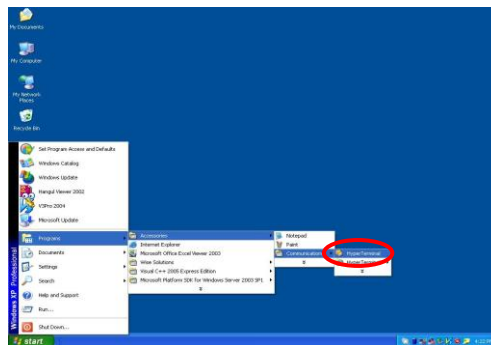 My Documents
My Computer
My Network
Places
Recycle Bin
Set Program Access and Defaults
Windows Catalog
Windows Update
Hangul Viewer 2002
V3Pro 2004
Microsoft Update
Programs
Documents
Settings
Search
Help and Support
Run...
Shut Down...
Windows XP Professional
Accessories
Internet Explorer
Microsoft Office Excel Viewer 2003
Wise Solutions
Visual C++ 2005 Express Edition
Microsoft Platform SDK for Windows Server 2003 SP1
Notepad
Paint
Communications
HyperTerminal
HyperTerminal
start